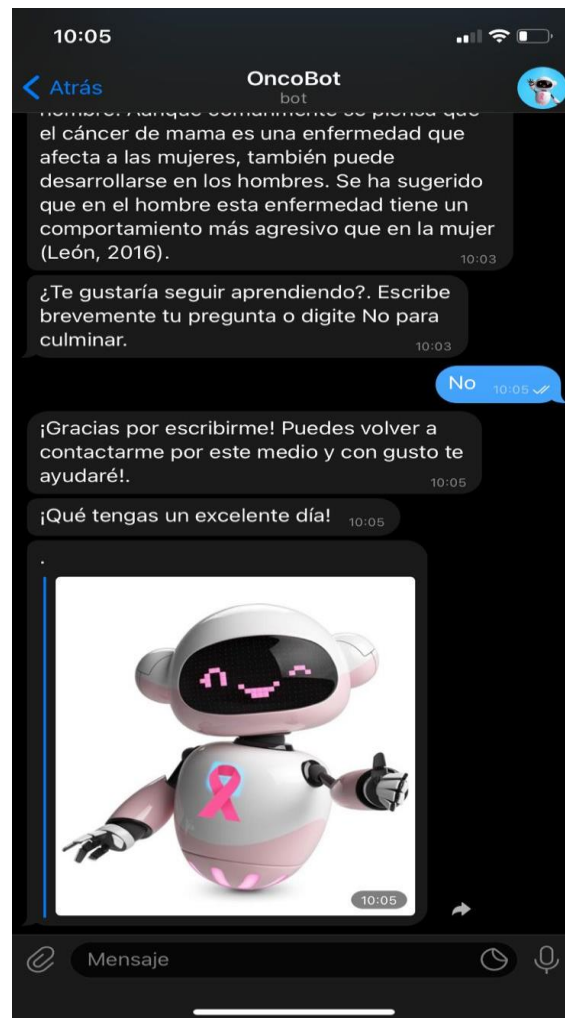 10:05
Atrás
OncoBot
bot
el cáncer de mama es una enfermedad que
afecta a las mujeres, también puede
desarrollarse en los hombres. Se ha sugerido
que en el hombre esta enfermedad tiene un
comportamiento más agresivo que en la mujer
(León, 2016).
10:03
¿Te gustaría seguir aprendiendo?. Escribe
brevemente tu pregunta o digite No para
culminar.
10:03
No 10:05
¡Gracias por escribirme! Puedes volver a
contactarme por este medio y con gusto te
ayudaré!.
10:05
¡Qué tengas un excelente día! 10:05
.
10:05
Mensaje